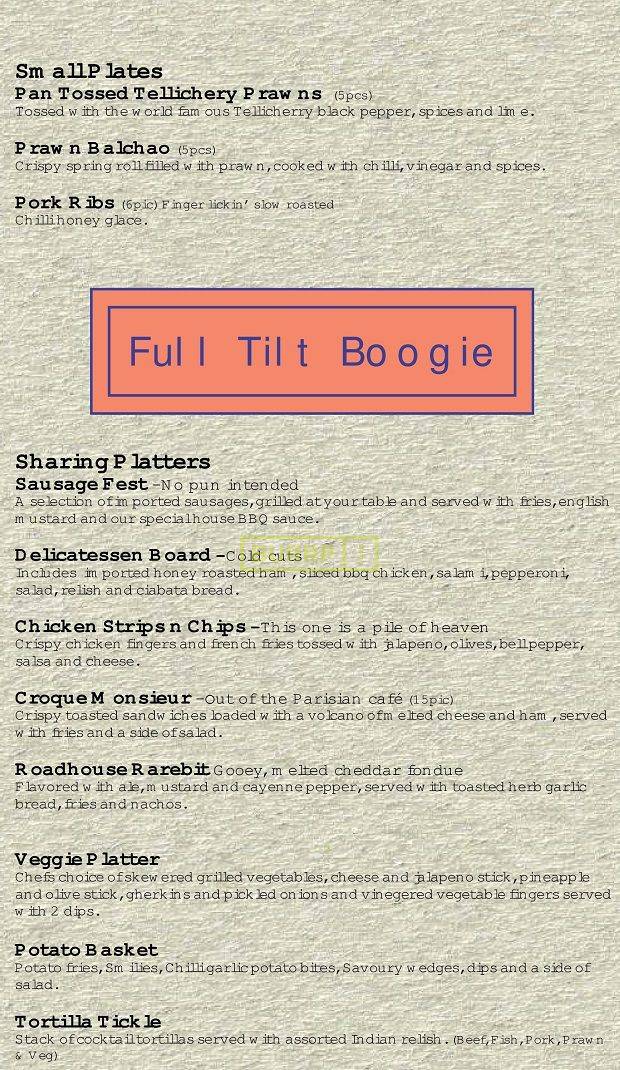 Small Plates
Pan Tossed Tellichery Prawns (5pcs)
Tossed with the world famous Tellicherry black pepper, spices and lime.
Prawn Balchao (5pcs)
Crispy spring roll filled with prawn, cooked with chilli, vinegar and spices.
Pork Ribs (6pic) Finger lickin' slow roasted
Chilli honey glace.
Full Tilt Boogie
Sharing Platters
Sausage Fest -No pun intended
A selection of imported sausages, grilled at your table and served with fries, english
mustard and our special house BBQ sauce.
Delicatessen Board -Cold cuts
Includes imported honey roasted ham, sliced bbq chicken, salami, pepperoni,
salad, relish and ciabata bread.
Chicken Strips n Chips -This one is a pile of heaven
Crispy chicken fingers and french fries tossed with jalapeno, olives, bell pepper,
salsa and cheese.
Croque Monsieur -Out of the Parisian café (15pic)
Crispy toasted sandwiches loaded with a volcano of melted cheese and ham, served
with fries and a side of salad.
Roadhouse Rarebit Gooey, melted cheddar fondue
Flavored with ale, mustard and cayenne pepper, served with toasted herb garlic
bread, fries and nachos.
Veggie Platter
Chefs choice of skewered grilled vegetables, cheese and jalapeno stick, pineapple
and olive stick, gherkins and pickled onions and vinegered vegetable fingers served
with 2 dips.
Potato Basket
Potato fries, Smilies, Chilli garlic potato bites, Savoury wedges, dips and a side of
salad.
Tortilla Tickle
Stack of cocktail tortillas served with assorted Indian relish. (Beef, Fish, Pork, Prawn
& Veg)